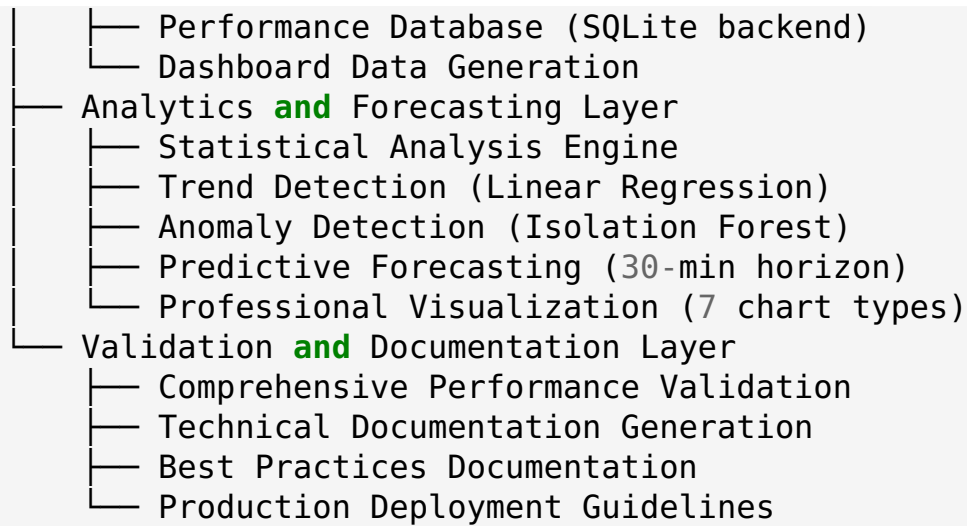 │   ├── Performance Database (SQLite backend)
│   └── Dashboard Data Generation
├── Analytics and Forecasting Layer
│   ├── Statistical Analysis Engine
│   ├── Trend Detection (Linear Regression)
│   ├── Anomaly Detection (Isolation Forest)
│   ├── Predictive Forecasting (30-min horizon)
│   └── Professional Visualization (7 chart types)
└── Validation and Documentation Layer
    ├── Comprehensive Performance Validation
    ├── Technical Documentation Generation
    ├── Best Practices Documentation
    └── Production Deployment Guidelines